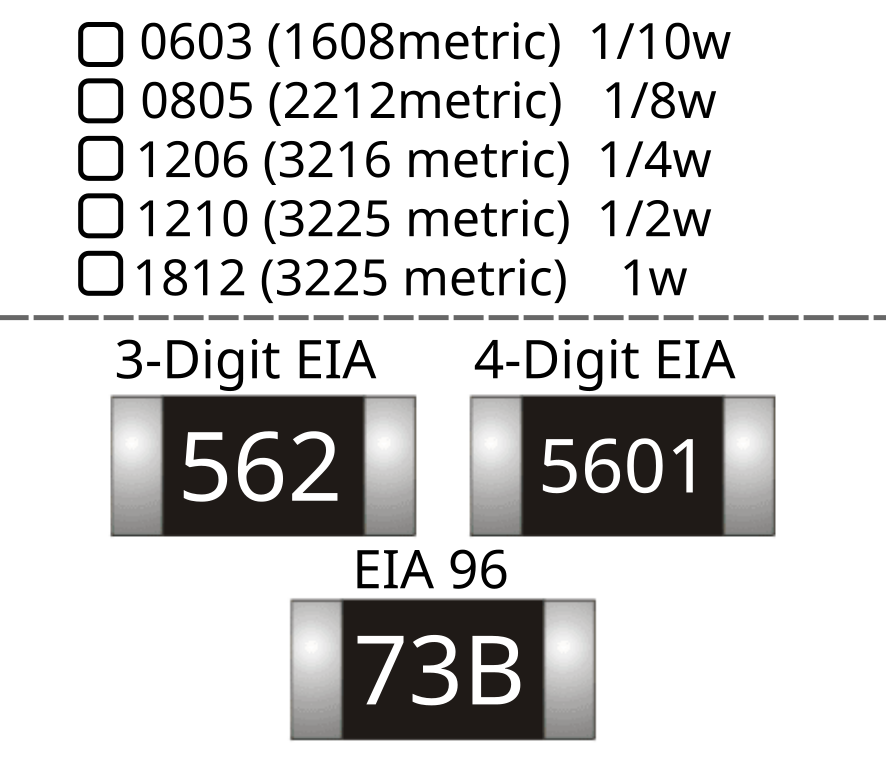 0603 (1608metric) 1/10w
0805 (2212metric) 1/8w
1206 (3216 metric) 1/4w
1210 (3225 metric) 1/2w
1812 (3225 metric) 1w
3-Digit EIA 4-Digit EIA
562 5601
EIA 96
73B